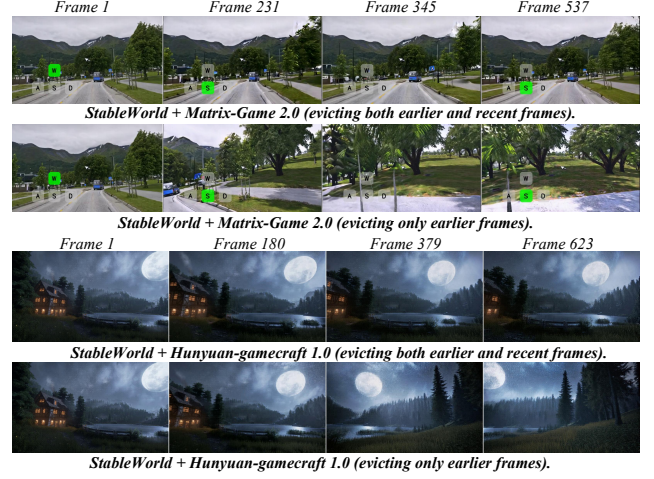 Frame 1 Frame 231 Frame 345 Frame 537
W
A S D A S D A S D A S D
StableWorld + Matrix-Game 2.0 (evicting both earlier and recent frames).
W W W W
A S D A S D A S D A S D
StableWorld + Matrix-Game 2.0 (evicting only earlier frames).
Frame 1 Frame 180 Frame 379 Frame 623
StableWorld + Hunyuan-gamecraft 1.0 (evicting both earlier and recent frames).
StableWorld + Hunyuan-gamecraft 1.0 (evicting only earlier frames).